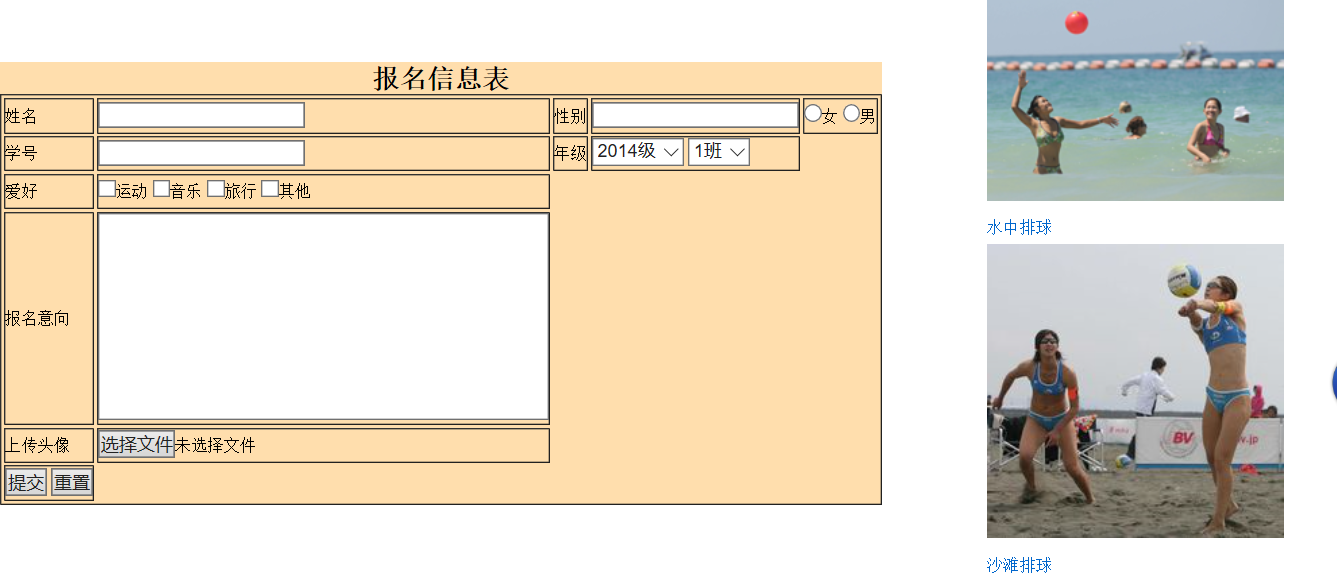 报名信息表
姓名 性别 女 男
学号 年级 2014级 1班
爱好 运动 音乐 旅行 其他
报名意向
上传头像 选择文件未选择文件
提交 重置
水中排球
BV
沙滩排球